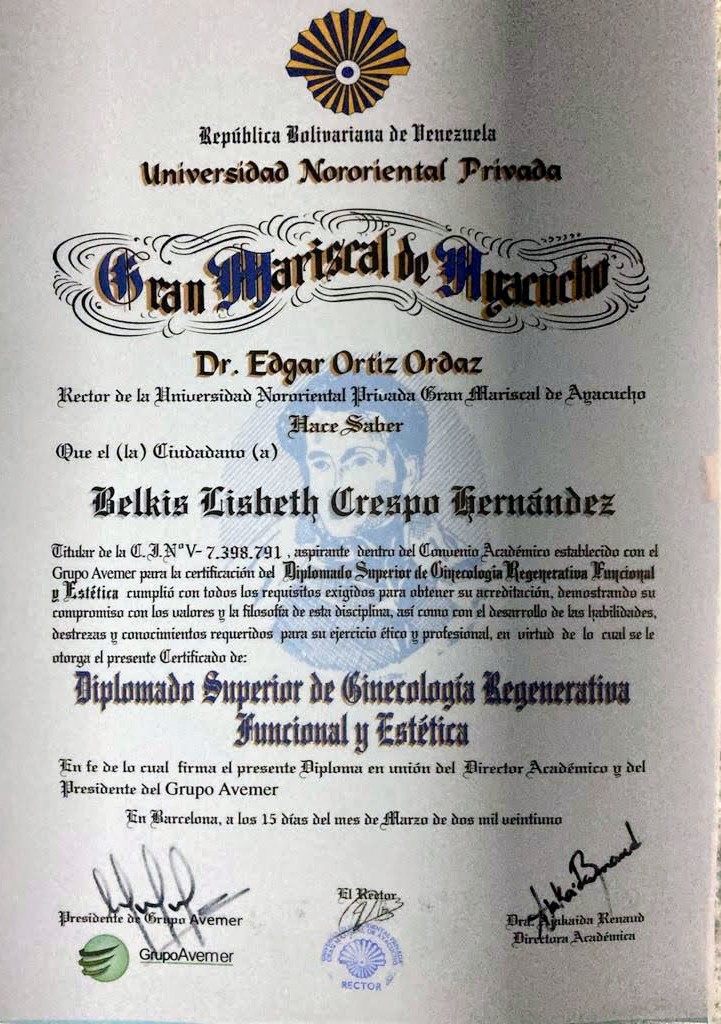 República Bolivariana de Venezuela
Universidad Nororiental Privada
Gran Mariscal de Ayacucho
Dr. Edgar Ortiz Ordaz
Rector de la Universidad Nororiental Privada Gran Mariscal de Ayacucho
Hace Saber
Que el (la) Ciudadano (a)
Belkis Lisbeth Crespo Hernández
Titular de la C.I.NºV- 7.398.791 , aspirante dentro del Convenio Académico establecido con el
Grupo Avemer para la certificación del Diplomado Superior de Ginecología Regenerativa Funcional
y Estética cumplió con todos los requisitos exigidos para obtener su acreditación, demostrando su
compromiso con los valores y la filosofía de esta disciplina, así como con el desarrollo de las habilidades,
destrezas y conocimientos requeridos para su ejercicio ético y profesional, en virtud de lo cual se le
otorga el presente Certificado de:
Diplomado Superior de Ginecología Regenerativa
Funcional y Estética
En fe de lo cual firma el presente Diploma en unión del Director Académico y del
Presidente del Grupo Avemer
En Barcelona, a los 15 días del mes de Marzo de dos mil veintiuno
Presidente de Grupo Avemer
GrupoAvemer
El Rector
RECTOR
Dra. Ajakaida Renaud
Directora Académica